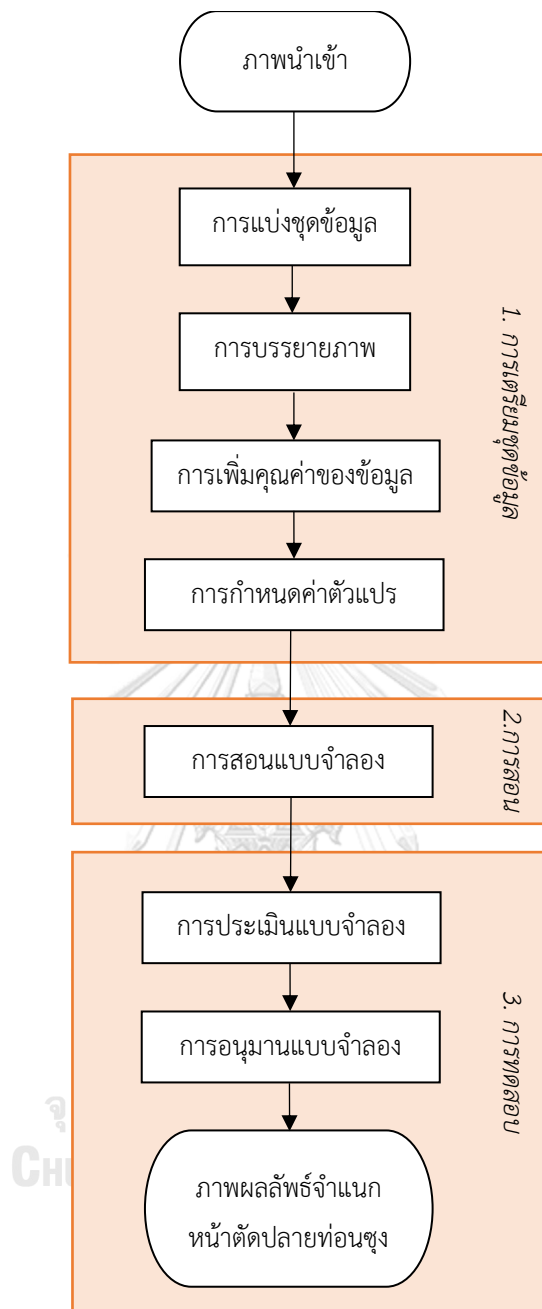 ภาพนำเข้า
การแบ่งชุดข้อมูล
การบรรยายภาพ
การเพิ่มคุณค่าของข้อมูล
การกำหนดค่าตัวแปร
1. การเตรียมชุดข้อมูล
การสอนแบบจำลอง
2.การสอน
การประเมินแบบจำลอง
การอนุมานแบบจำลอง
ภาพผลลัพธ์จำแนก
หน้าตัดปลายท่อนซุง
3. การทดสอบ